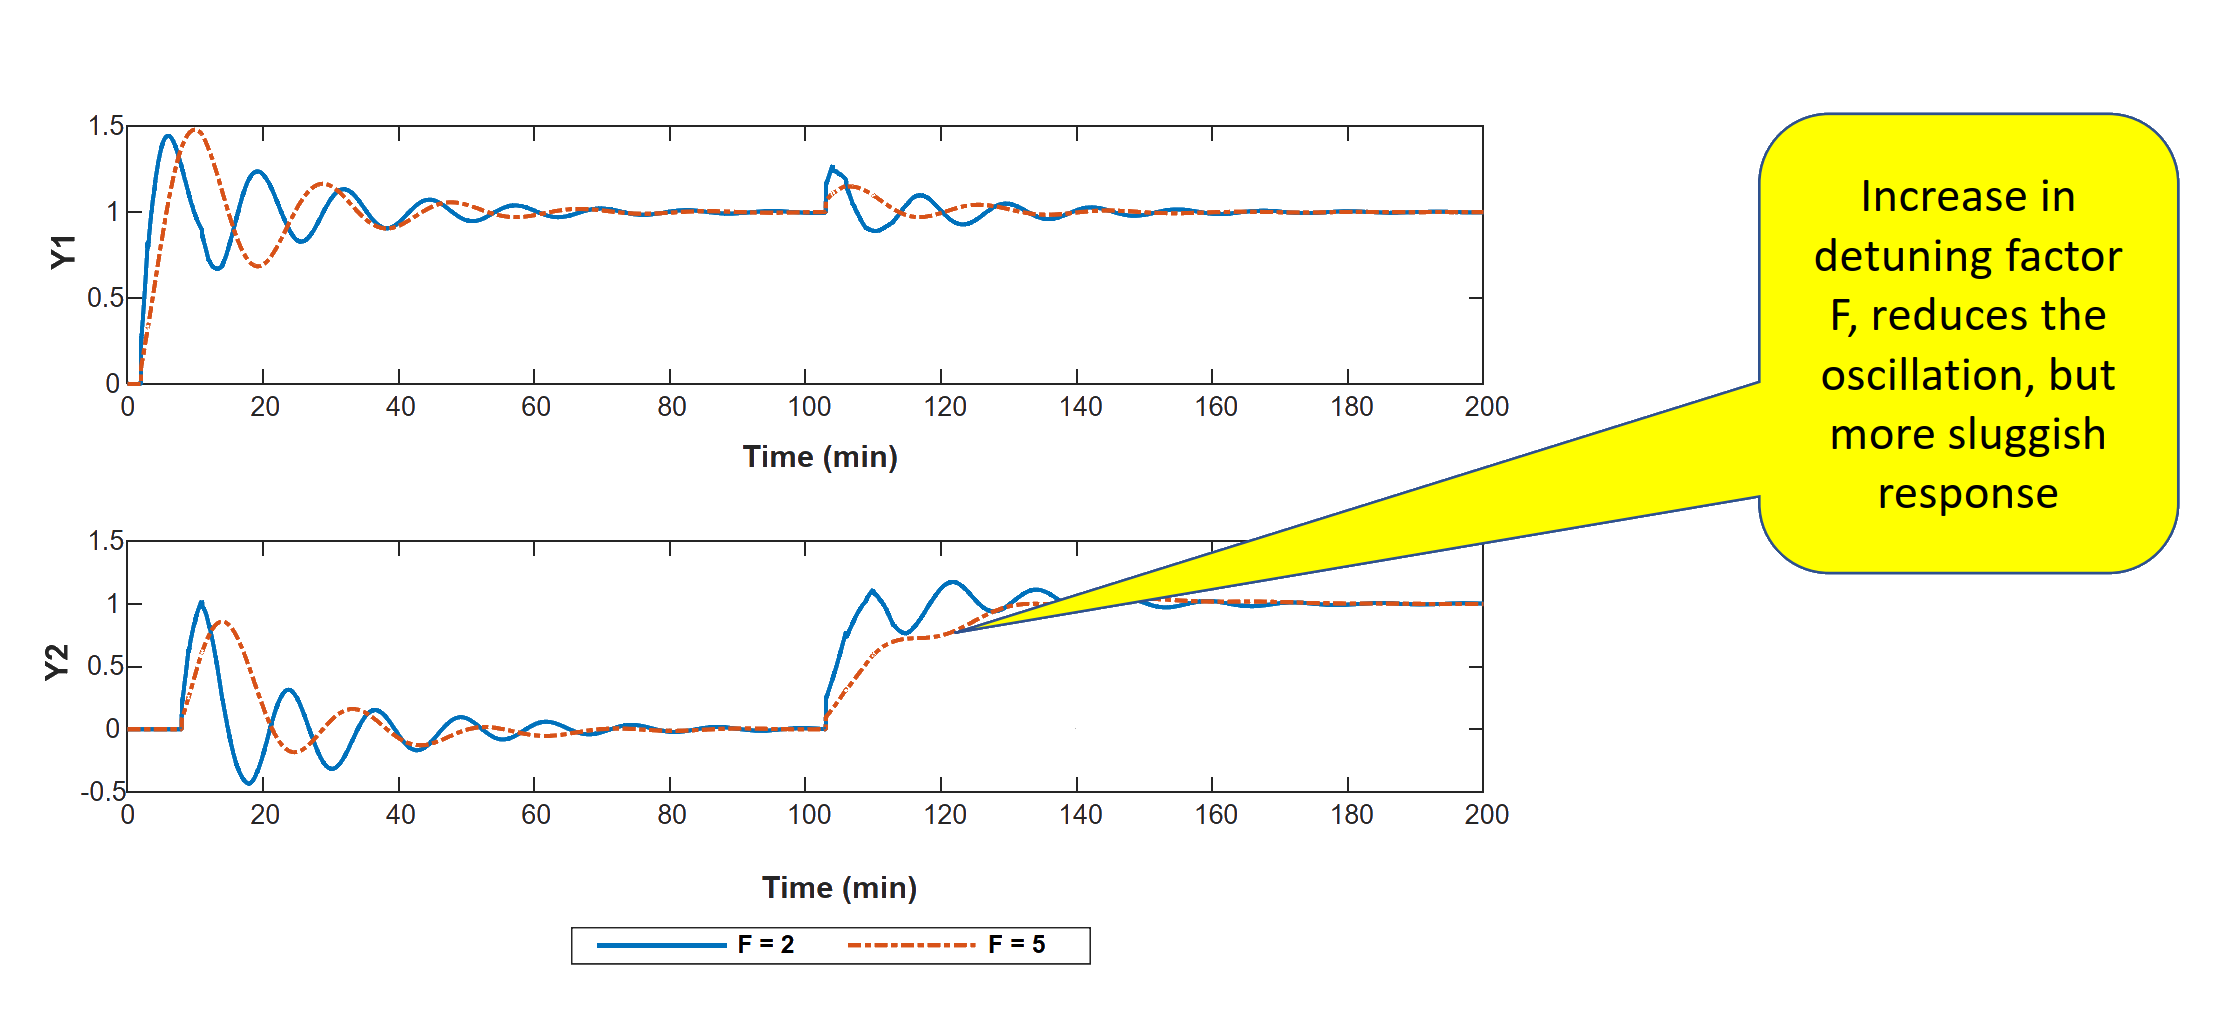 1.5
1
0.5
0
Y1
0 20 40 60 80 100 120 140 160 180 200
Time (min)
1.5
1
0.5
0
-0.5
Y2
0 20 40 60 80 100 120 140 160 180 200
Time (min)
F = 2 F = 5
Increase in
detuning factor
F, reduces the
oscillation, but
more sluggish
response